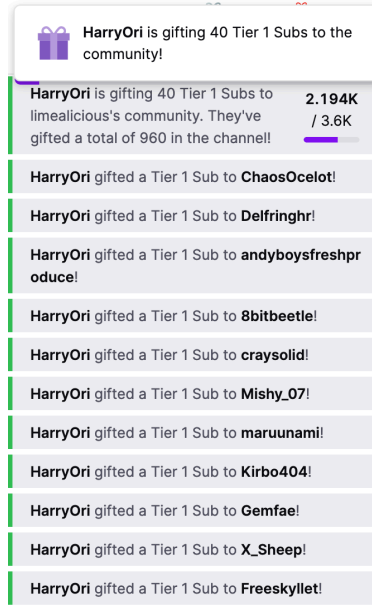 HarryOri is gifting 40 Tier 1 Subs to the
community!
HarryOri is gifting 40 Tier 1 Subs to
limealicious's community. They've
gifted a total of 960 in the channel!
2.194K
/ 3.6K
HarryOri gifted a Tier 1 Sub to ChaosOcelot!
HarryOri gifted a Tier 1 Sub to Delfringhr!
HarryOri gifted a Tier 1 Sub to andyboysfreshpr
oduce!
HarryOri gifted a Tier 1 Sub to 8bitbeetle!
HarryOri gifted a Tier 1 Sub to craysolid!
HarryOri gifted a Tier 1 Sub to Mishy_07!
HarryOri gifted a Tier 1 Sub to maruunami!
HarryOri gifted a Tier 1 Sub to Kirbo404!
HarryOri gifted a Tier 1 Sub to Gemfae!
HarryOri gifted a Tier 1 Sub to X_Sheep!
HarryOri gifted a Tier 1 Sub to Freeskyllet!